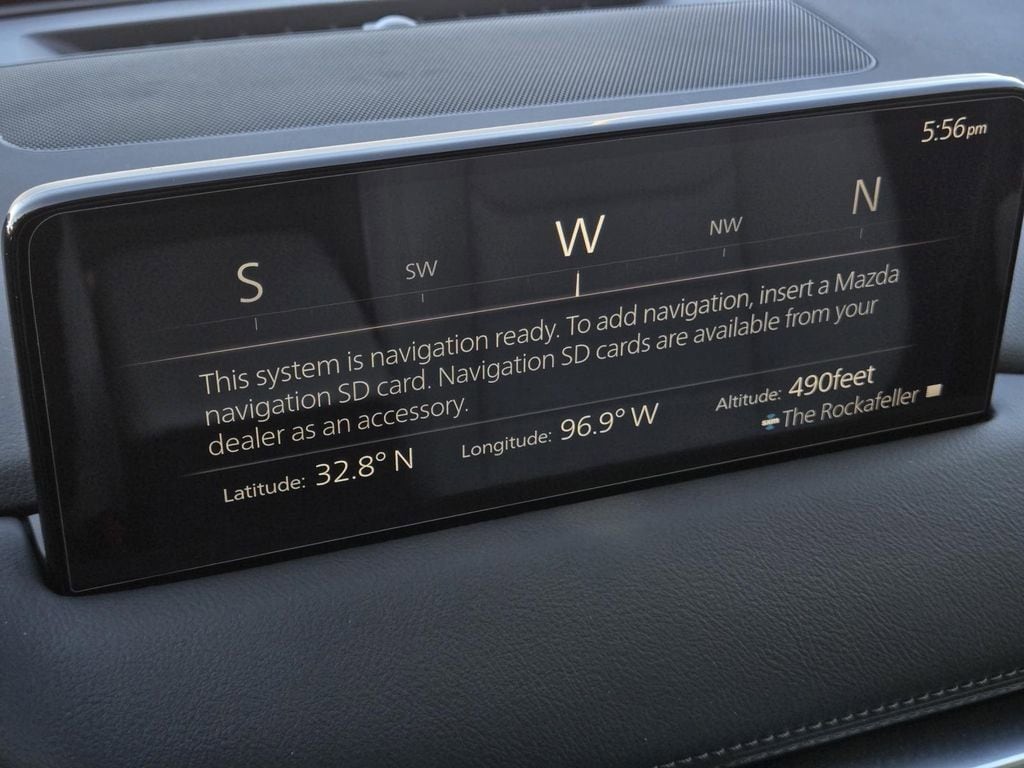 5:56pm
S SW W NW N
This system is navigation ready. To add navigation, insert a Mazda
navigation SD card. Navigation SD cards are available from your
dealer as an accessory.
Latitude: 32.8° N Longitude: 96.9° W Altitude: 490feet
The Rockafeller